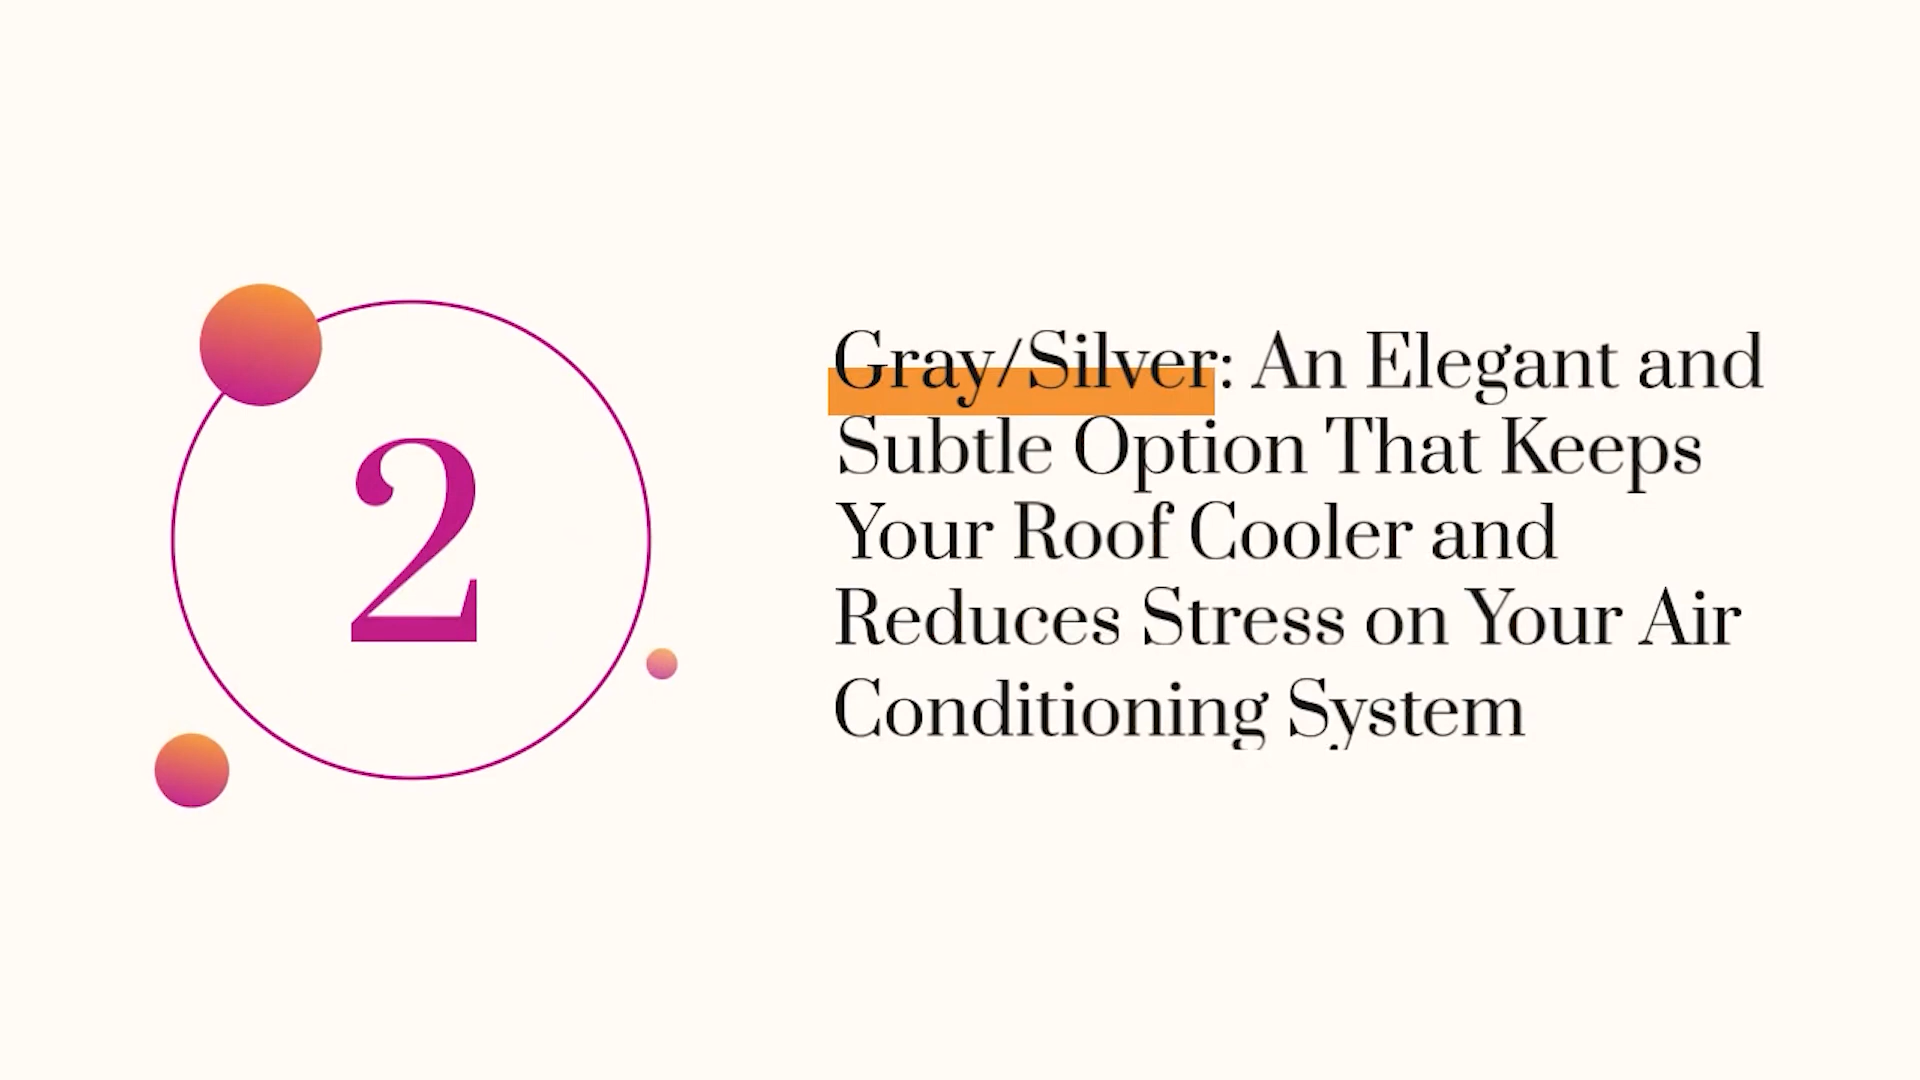 2
Gray/Silver: An Elegant and
Subtle Option That Keeps
Your Roof Cooler and
Reduces Stress on Your Air
Conditioning System